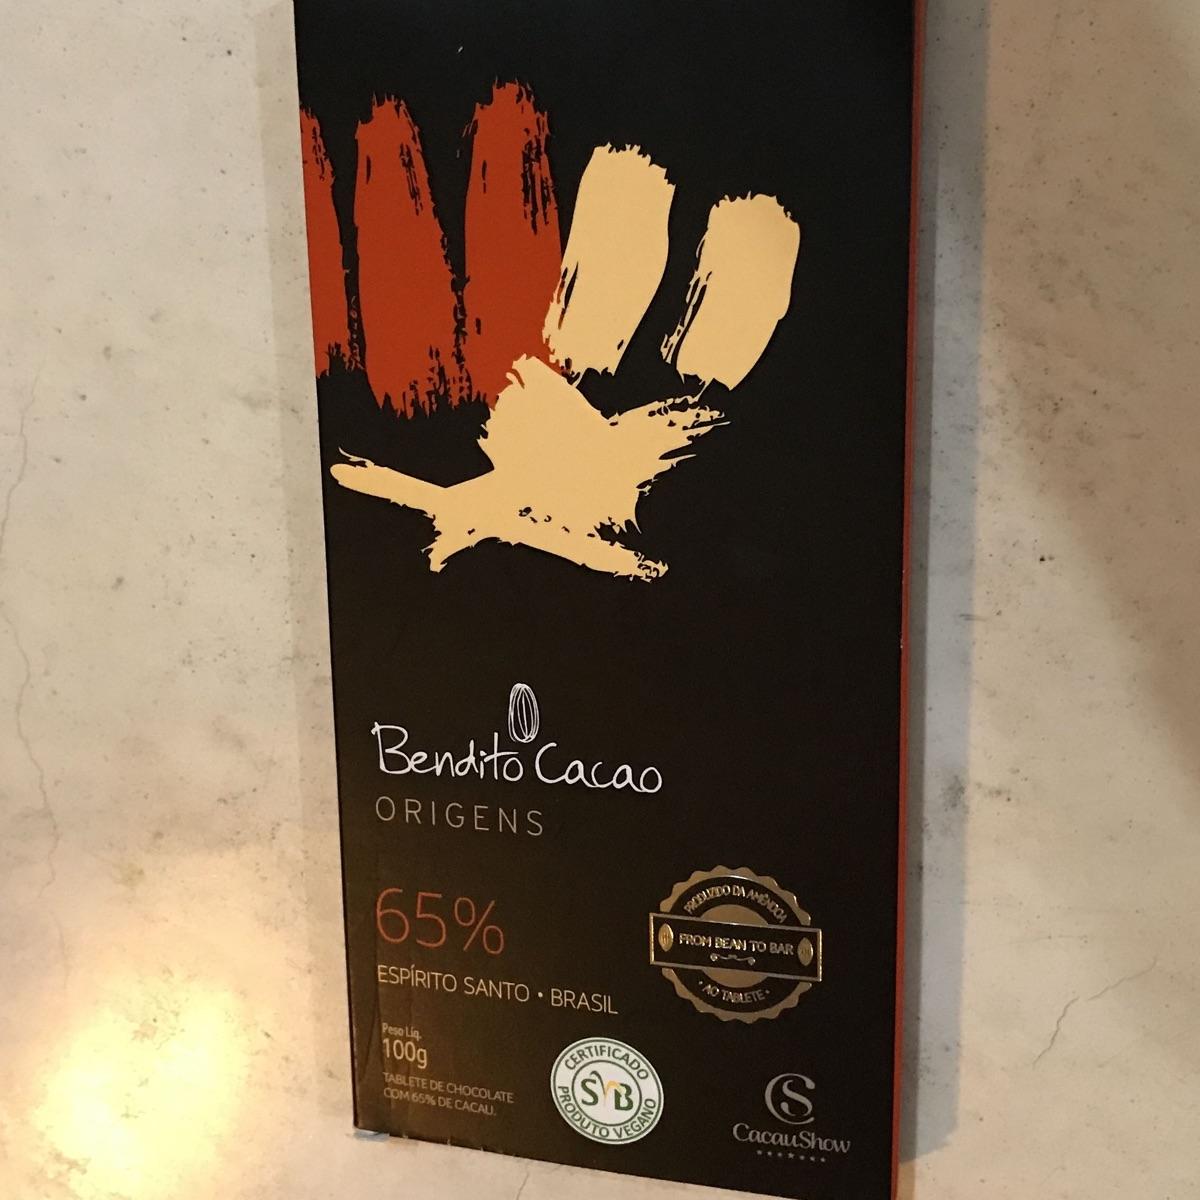 Bendito Cacao
ORIGENS
65%
ESPÍRITO SANTO • BRASIL
Peso Líq.
100g
TABLETE DE CHOCOLATE
COM 65% DE CACAU.
PRODUZIDO DA AMÊNDOA
FROM BEAN TO BAR
• AO TABLETE •
CERTIFICADO
SVB
PRODUTO VEGANO
CS
CacauShow